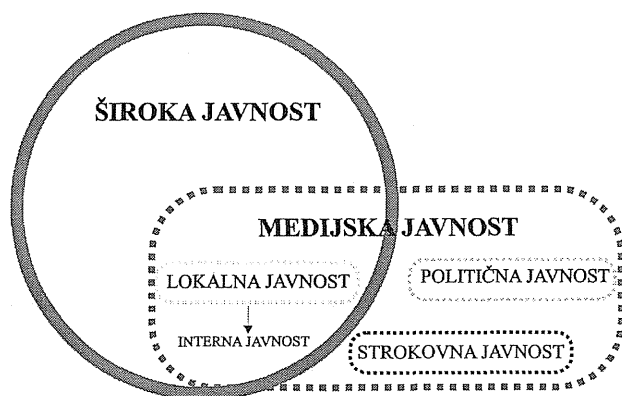 ŠIROKA JAVNOST
MEDIJSKA JAVNOST
LOKALNA JAVNOST
POLITIČNA JAVNOST
INTERNA JAVNOST
STROKOVNA JAVNOST